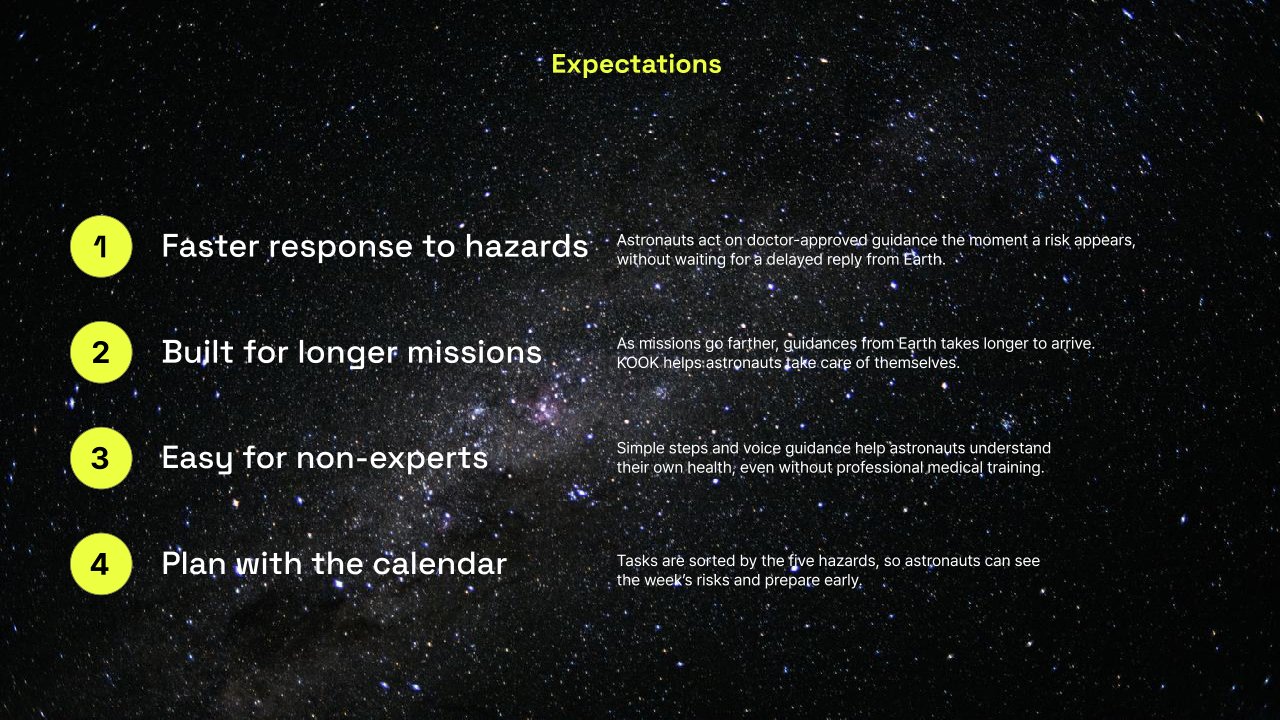 Expectations
1
Faster response to hazards
Astronauts act on doctor-approved guidance the moment a risk appears,
without waiting for a delayed reply from Earth.
2
Built for longer missions
As missions go farther, guidances from Earth takes longer to arrive.
KOOK helps astronauts take care of themselves.
3
Easy for non-experts
Simple steps and voice guidance help astronauts understand
their own health, even without professional medical training.
4
Plan with the calendar
Tasks are sorted by the five hazards, so astronauts can see
the week’s risks and prepare early.